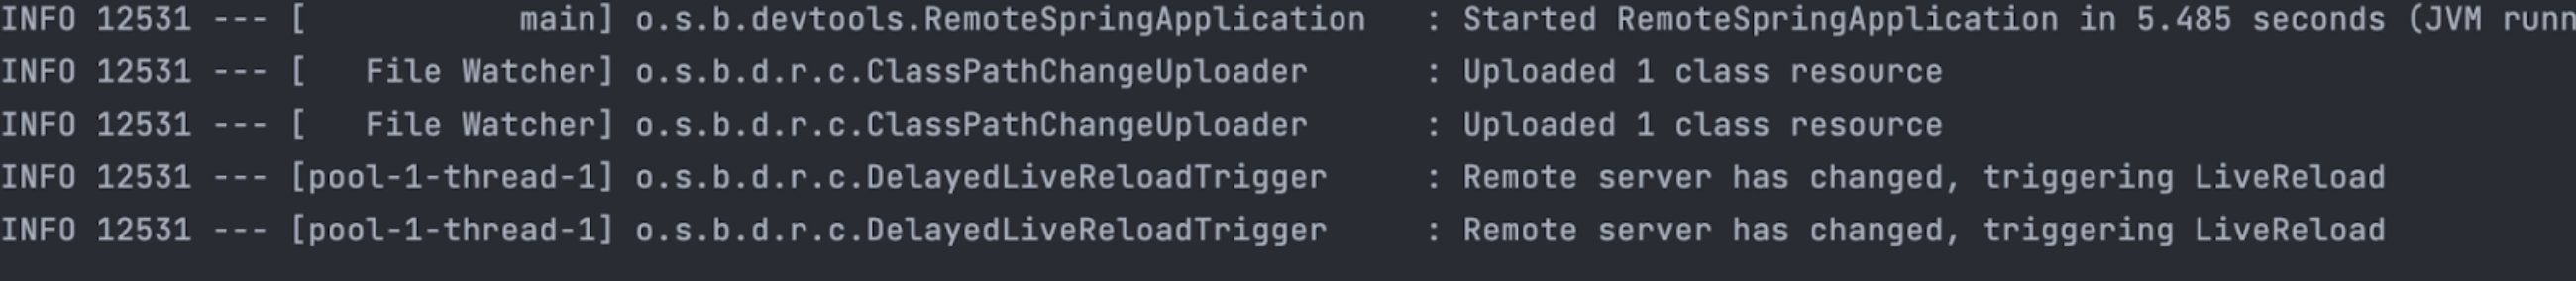 INFO 12531 --- [           main] o.s.b.devtools.RemoteSpringApplication   : Started RemoteSpringApplication in 5.485 seconds (JVM runn
INFO 12531 --- [   File Watcher] o.s.b.d.r.c.ClassPathChangeUploader      : Uploaded 1 class resource
INFO 12531 --- [   File Watcher] o.s.b.d.r.c.ClassPathChangeUploader      : Uploaded 1 class resource
INFO 12531 --- [pool-1-thread-1] o.s.b.d.r.c.DelayedLiveReloadTrigger     : Remote server has changed, triggering LiveReload
INFO 12531 --- [pool-1-thread-1] o.s.b.d.r.c.DelayedLiveReloadTrigger     : Remote server has changed, triggering LiveReload